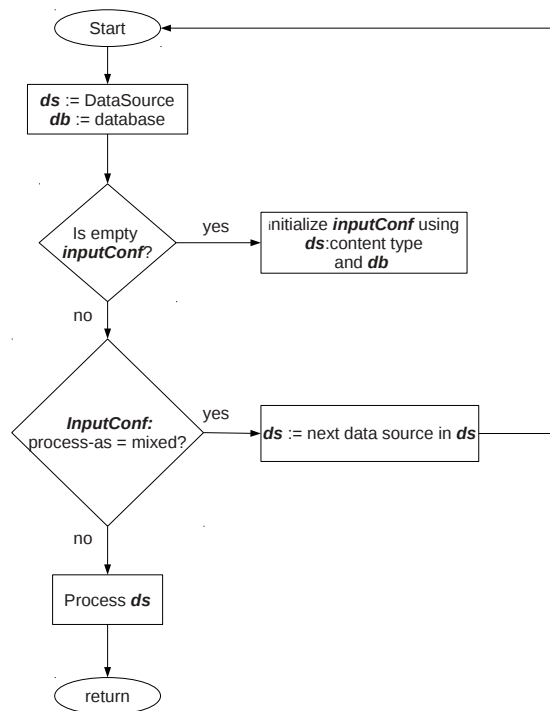 Start
ds := DataSource
db := database
Is empty
inputConf?
yes
initialize inputConf using
ds:content type
and db
no
InputConf:
process-as = mixed?
yes
ds := next data source in ds
no
Process ds
return